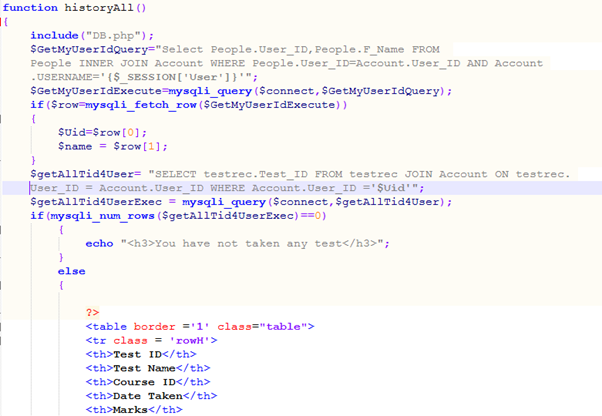 function historyAll()
{
include("DB.php");
$GetMyUserIdQuery="Select People.User_ID,People.F_Name FROM
People INNER JOIN Account WHERE People.User_ID=Account.User_ID AND Account
.USERNAME='{$_SESSION['User']}'";
$GetMyUserIdExecute=mysqli_query($connect,$GetMyUserIdQuery);
if($row=mysqli_fetch_row($GetMyUserIdExecute))
{
$Uid=$row[0];
$name = $row[1];
}
$getAllTid4User= "SELECT testrec.Test_ID FROM testrec JOIN Account ON testrec.
User_ID = Account.User_ID WHERE Account.User_ID ='$Uid'";
$getAllTid4UserExec = mysqli_query($connect,$getAllTid4User);
if(mysqli_num_rows($getAllTid4UserExec)==0)
{
echo "<h3>You have not taken any test</h3>";
}
else
{
?>
<table border ='1' class="table">
<tr class = 'rowH'>
<th>Test ID</th>
<th>Test Name</th>
<th>Course ID</th>
<th>Date Taken</th>
<th>Marks</th>